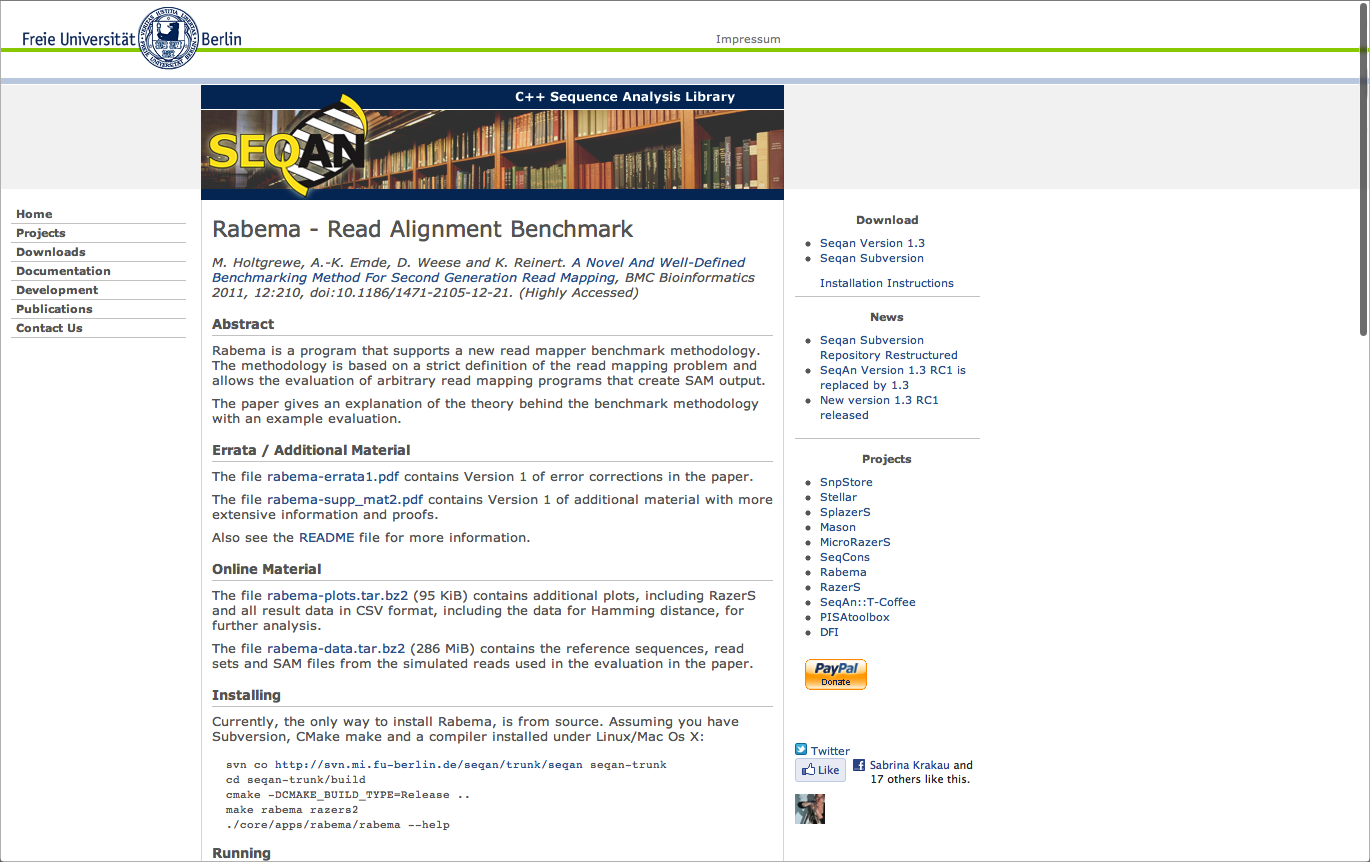 Freie Universität Berlin
Impressum
C++ Sequence Analysis Library
SEQAN
Home
Projects
Downloads
Documentation
Development
Publications
Contact Us
Rabema - Read Alignment Benchmark
M. Holtgrewe, A.-K. Emde, D. Weese and K. Reinert. A Novel And Well-Defined
Benchmarking Method For Second Generation Read Mapping, BMC Bioinformatics
2011, 12:210, doi:10.1186/1471-2105-12-21. (Highly Accessed)
Abstract
Rabema is a program that supports a new read mapper benchmark methodology.
The methodology is based on a strict definition of the read mapping problem and
allows the evaluation of arbitrary read mapping programs that create SAM output.
The paper gives an explanation of the theory behind the benchmark methodology
with an example evaluation.
Errata / Additional Material
The file rabema-errata1.pdf contains Version 1 of error corrections in the paper.
The file rabema-supp_mat2.pdf contains Version 1 of additional material with more
extensive information and proofs.
Also see the README file for more information.
Online Material
The file rabema-plots.tar.bz2 (95 KiB) contains additional plots, including RazerS
and all result data in CSV format, including the data for Hamming distance, for
further analysis.
The file rabema-data.tar.bz2 (286 MiB) contains the reference sequences, read
sets and SAM files from the simulated reads used in the evaluation in the paper.
Installing
Currently, the only way to install Rabema, is from source. Assuming you have
Subversion, CMake make and a compiler installed under Linux/Mac Os X:
svn co http://svn.mi.fu-berlin.de/seqan/trunk/seqan seqan-trunk
cd seqan-trunk/build
cmake -DCMAKE_BUILD_TYPE=Release ..
make rabema razers2
./core/apps/rabema/rabema --help
Running
Download
Seqan Version 1.3
Seqan Subversion
Installation Instructions
News
Seqan Subversion
Repository Restructured
SeqAn Version 1.3 RC1 is
replaced by 1.3
New version 1.3 RC1
released
Projects
SnpStore
Stellar
SplazerS
Mason
MicroRazerS
SeqCons
Rabema
RazerS
SeqAn::T-Coffee
PISAtoolbox
DFI
PayPal
Donate
Twitter
Like
Sabrina Krakau and
17 others like this.